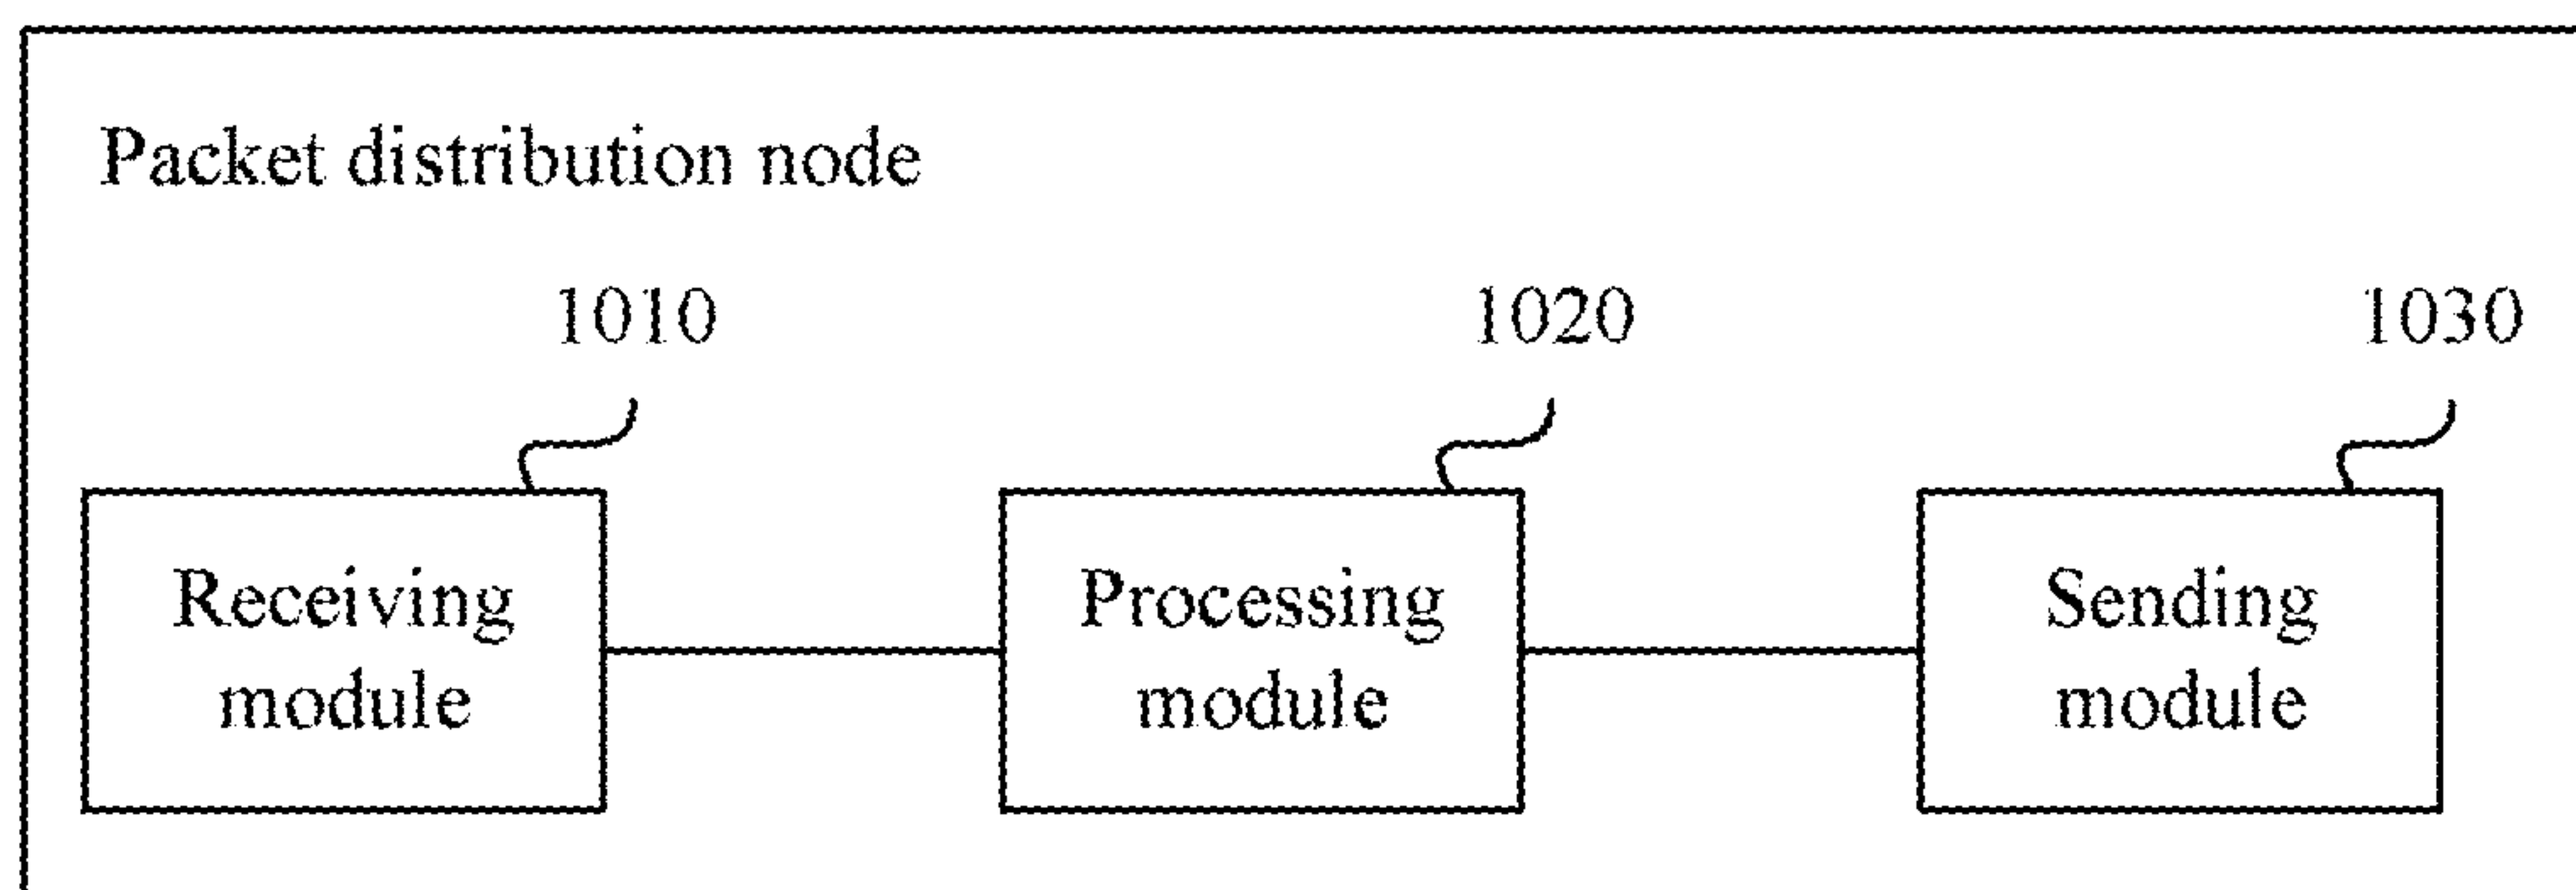 Packet distribution node
1010
1020
1030
Receiving
module
Processing
module
Sending
module